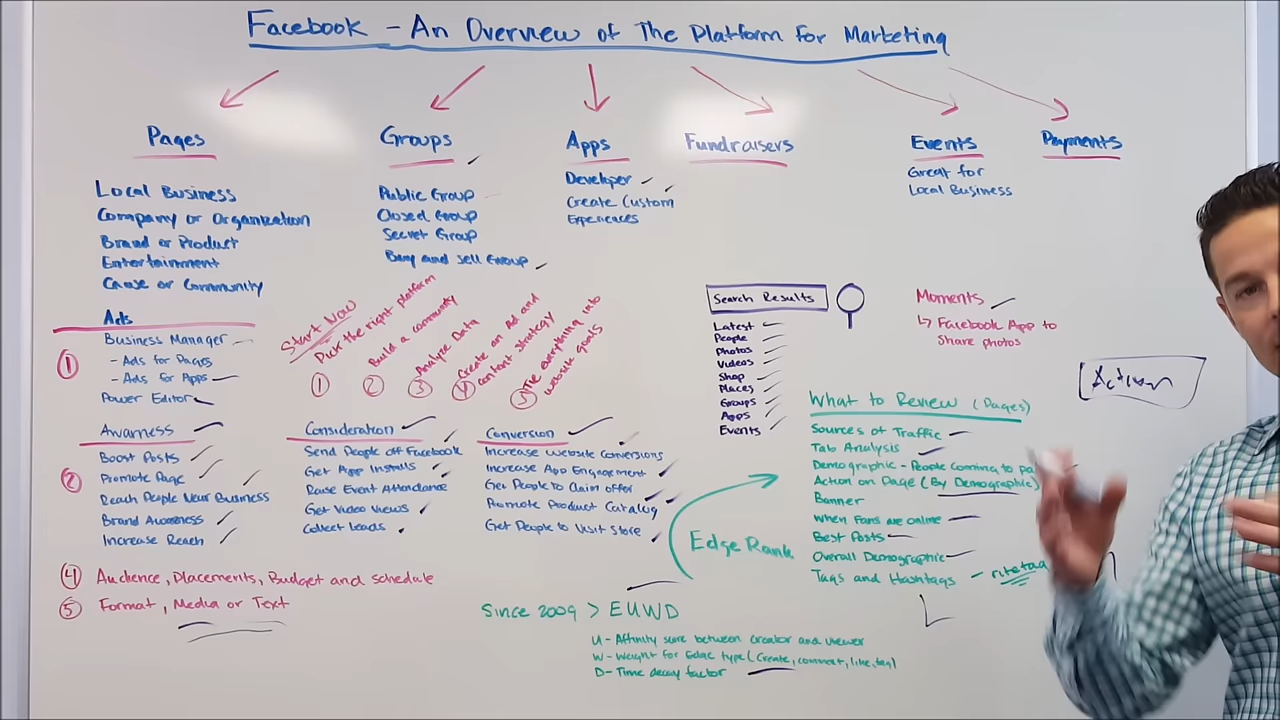 Facebook - An Overview of The Platform for Marketing
Pages
Local Business
Company or Organization
Brand or Product
Entertainment
Cause or Community
Groups
Public Group
Closed Group
Secret Group
Buy and sell Group
Apps
Developer
Create Custom
Experiences
Fundraisers
Events
Great for
Local Business
Payments
Ads
① Business Manager
- Ads for Pages
- Ads for Apps
Power Editor
Start Now
① Pick the right platform
② Build a community
③ Analyze Data
④ Create an Ad and
content strategy
⑤ Tie everything into
website goals
Search Results
Latest
People
Photos
Videos
Shop
Places
Groups
Apps
Events
Moments
↳ Facebook App to
Share photos
Action
② Awarness
Boost Posts
Promote Page
Reach People Near Business
Brand Awarness
Increase Reach
Consideration
Send People off Facebook
Get App Installs
Raise Event Attendance
Get Video Views
Collect Leads
Conversion
Increase Website Conversions
Increase App Engagement
Get People to Claim offer
Promote Product Catalog
Get People to Visit Store
④ Audience, Placements, Budget and schedule
⑤ Format, Media or Text
What to Review (Pages)
Sources of Traffic
Tab Analysis
Demographic - People coming to pa
Action on Page (By Demographic)
Banner
When Fans are online
Best Posts
Overall Demographic
Tags and Hashtags - ritetag
Edge Rank
Since 2009 > EUWD
U - Affinity score between creator and viewer
W - Weight for Edge type (Create, comment, like, tag)
D - Time decay factor